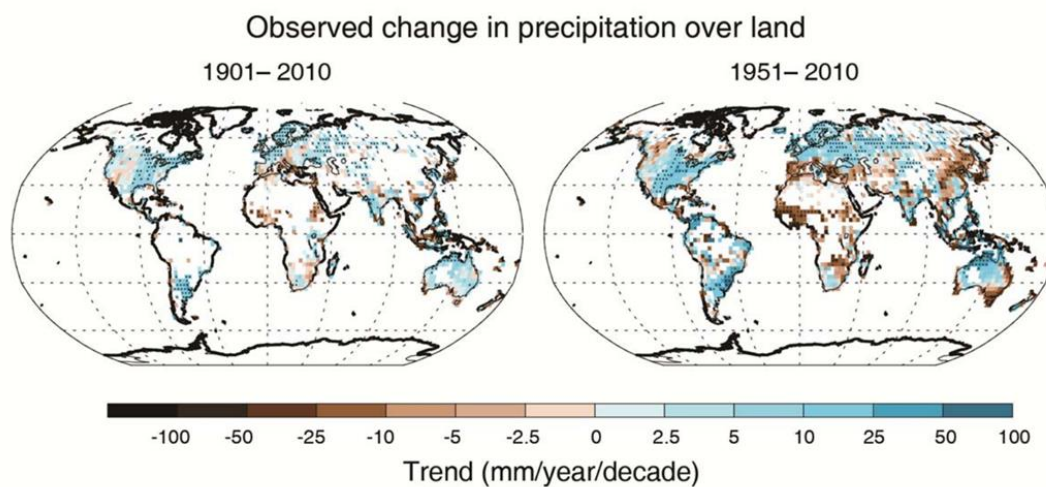 Observed change in precipitation over land
1901– 2010
1951– 2010
-100 -50 -25 -10 -5 -2.5 0 2.5 5 10 25 50 100
Trend (mm/year/decade)